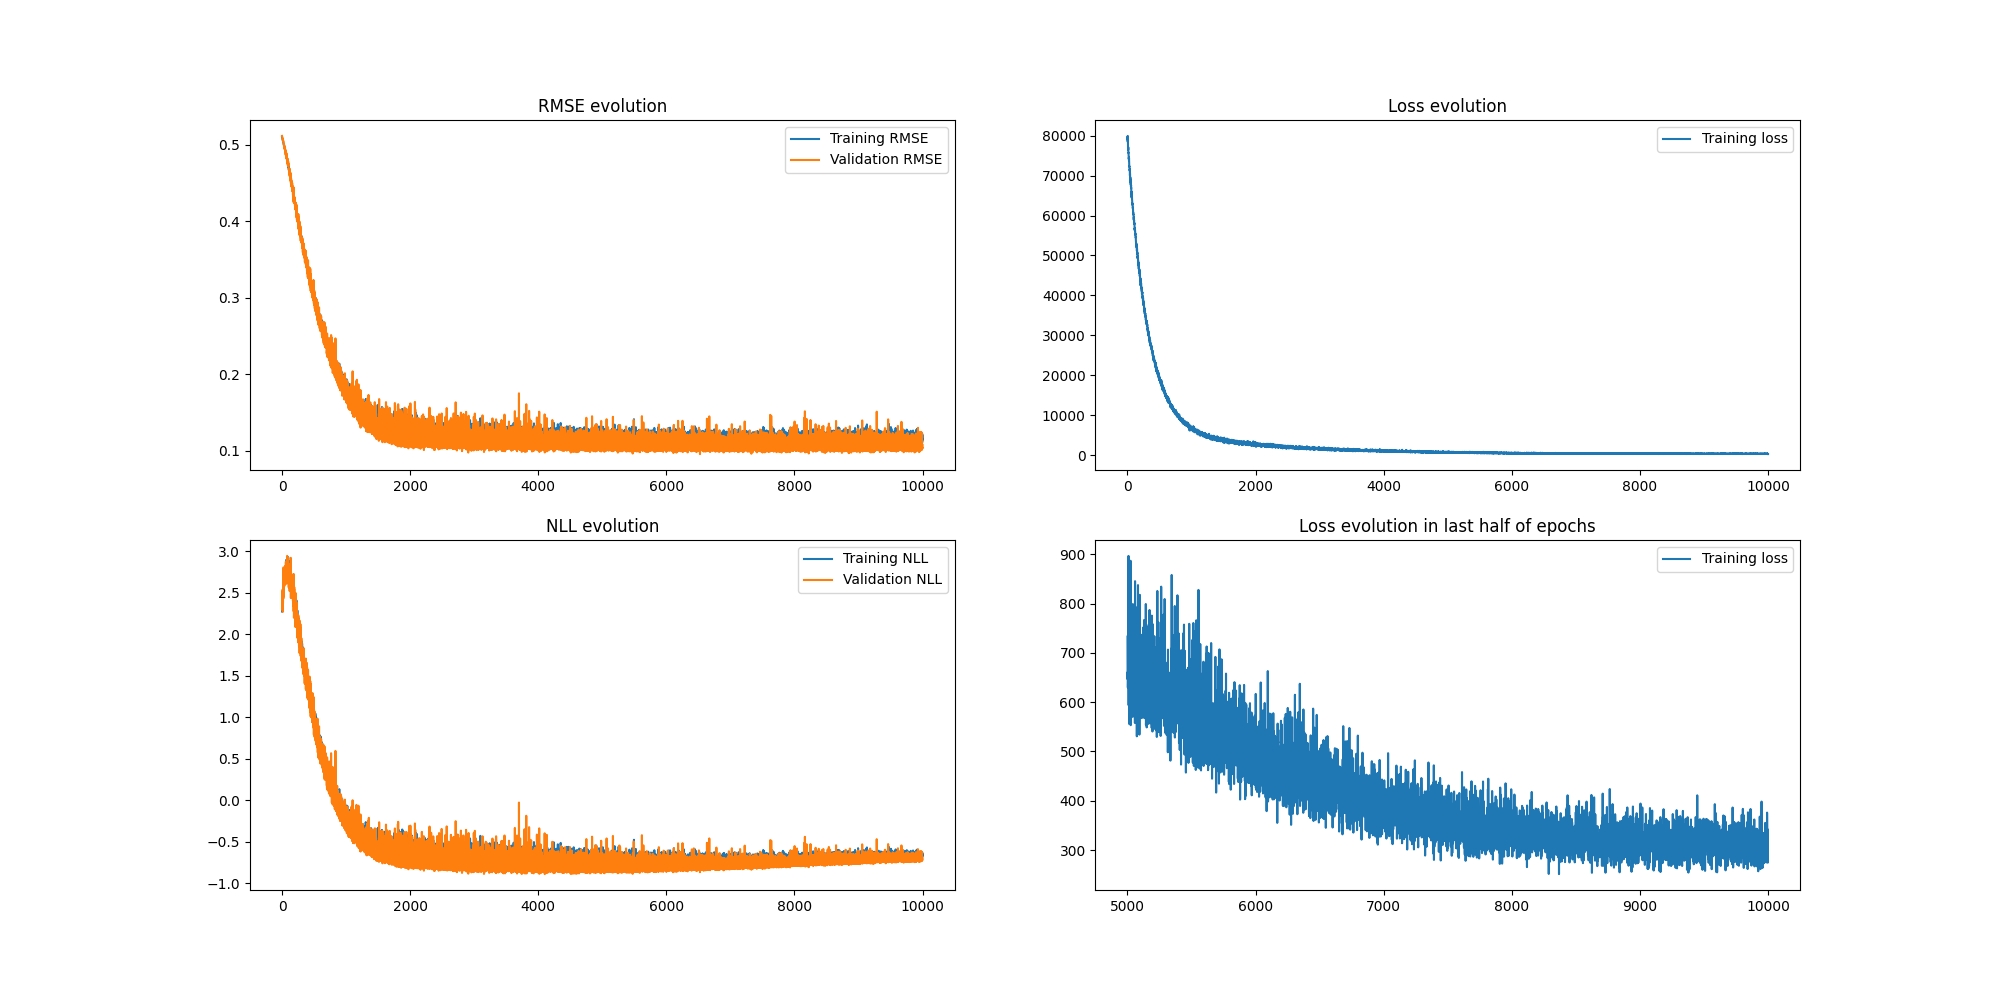 RMSE evolution
Training RMSE
Validation RMSE
0.5
0.4
0.3
0.2
0.1
0 2000 4000 6000 8000 10000
Loss evolution
Training loss
80000
70000
60000
50000
40000
30000
20000
10000
0
0 2000 4000 6000 8000 10000
NLL evolution
Training NLL
Validation NLL
3.0
2.5
2.0
1.5
1.0
0.5
0.0
−0.5
−1.0
0 2000 4000 6000 8000 10000
Loss evolution in last half of epochs
Training loss
900
800
700
600
500
400
300
5000 6000 7000 8000 9000 10000